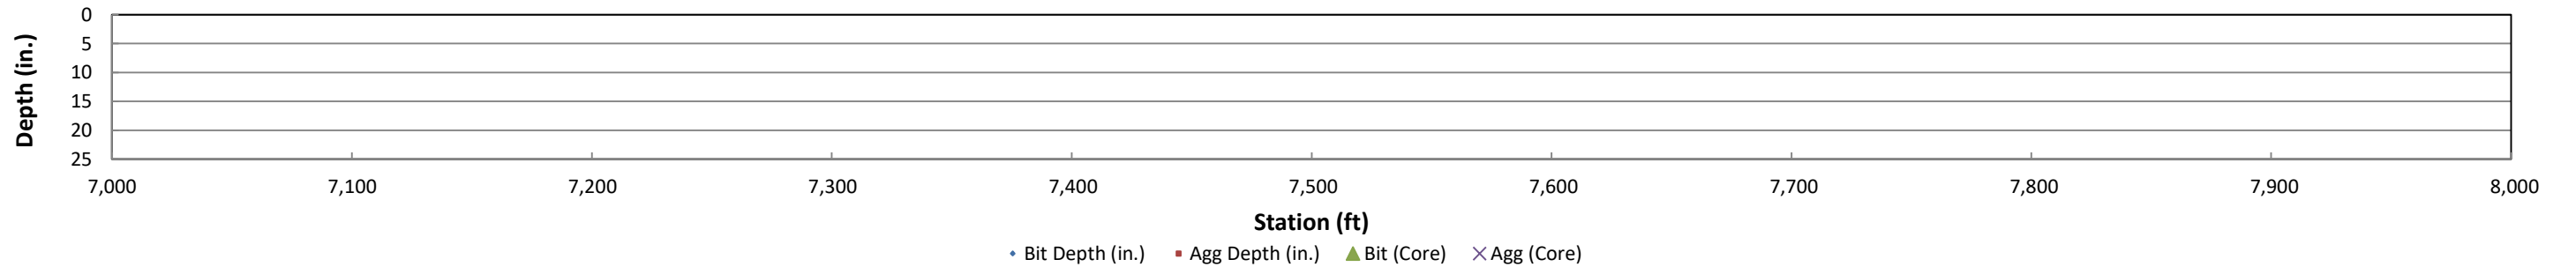 Depth (in.)
0
5
10
15
20
25
7,000 7,100 7,200 7,300 7,400 7,500 7,600 7,700 7,800 7,900 8,000
Station (ft)
Bit Depth (in.) Agg Depth (in.) Bit (Core) Agg (Core)